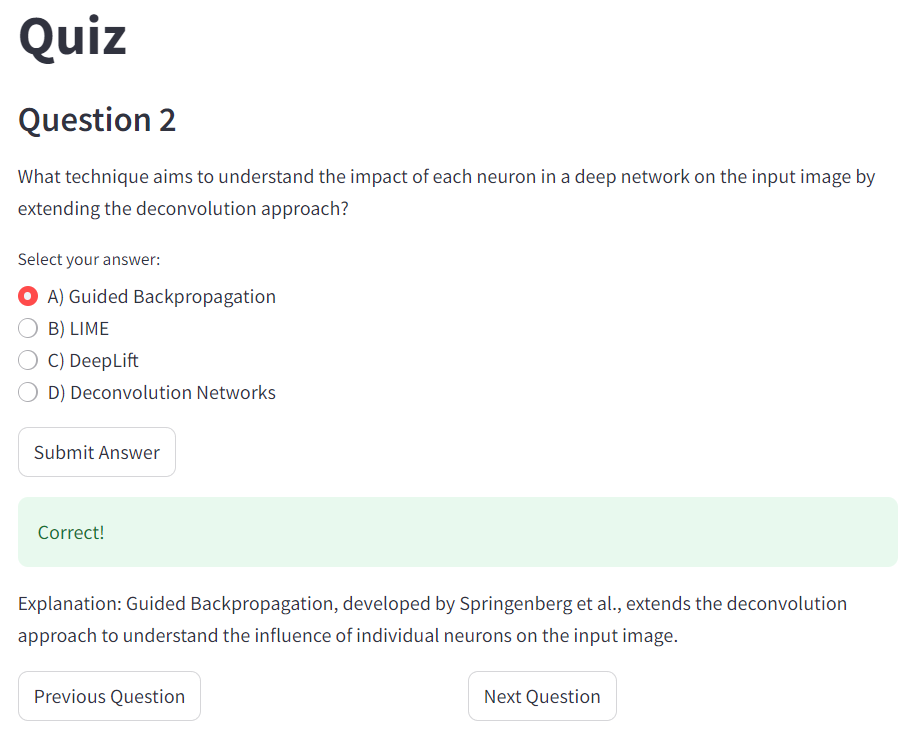 Quiz
Question 2
What technique aims to understand the impact of each neuron in a deep network on the input image by
extending the deconvolution approach?
Select your answer:
A) Guided Backpropagation
B) LIME
C) DeepLift
D) Deconvolution Networks
Submit Answer
Correct!
Explanation: Guided Backpropagation, developed by Springenberg et al., extends the deconvolution
approach to understand the influence of individual neurons on the input image.
Previous Question
Next Question